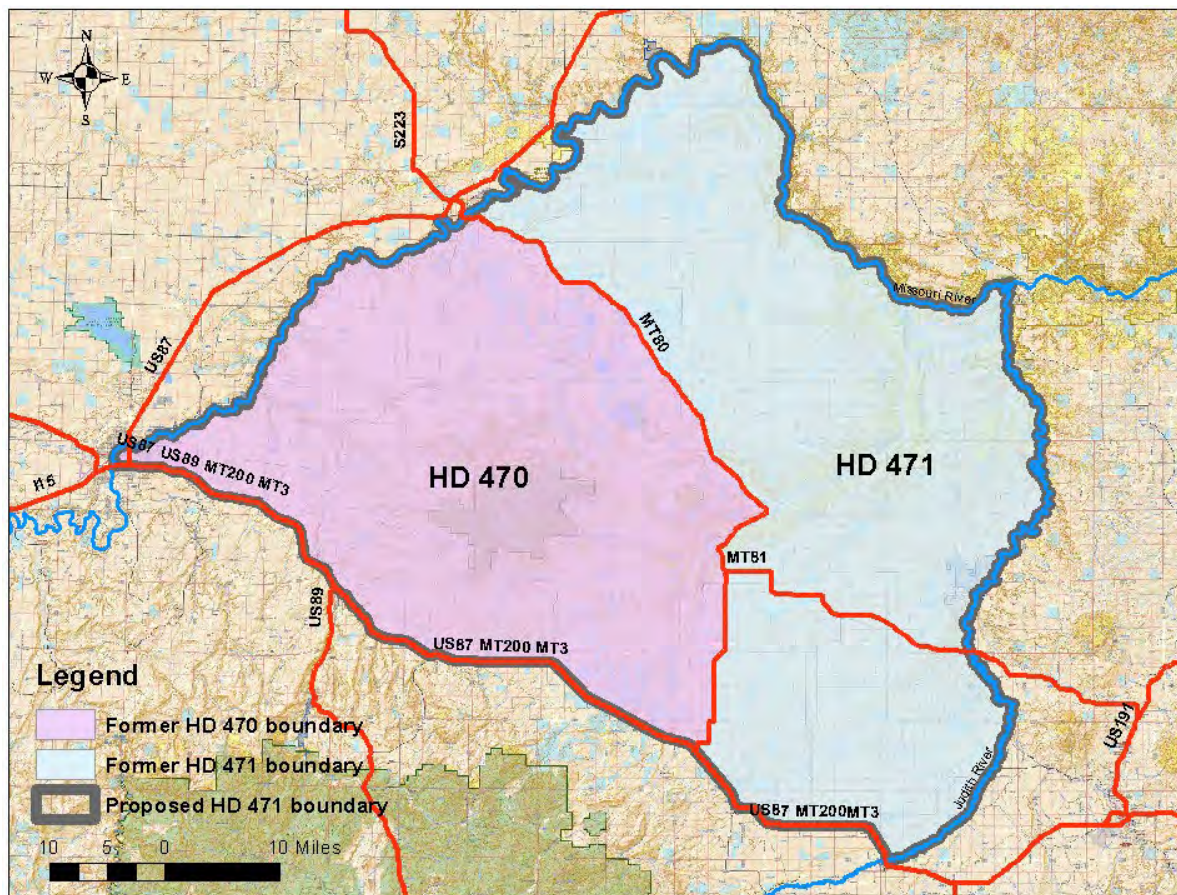 N
W E
S
S223
US87
MT80
Missouri River
US87 US89 MT200 MT3
I15
HD 470
HD 471
MT81
US89
US87 MT200 MT3
US191
Judith River
US87 MT200MT3
Legend
Former HD 470 boundary
Former HD 471 boundary
Proposed HD 471 boundary
10 5 0 10 Miles